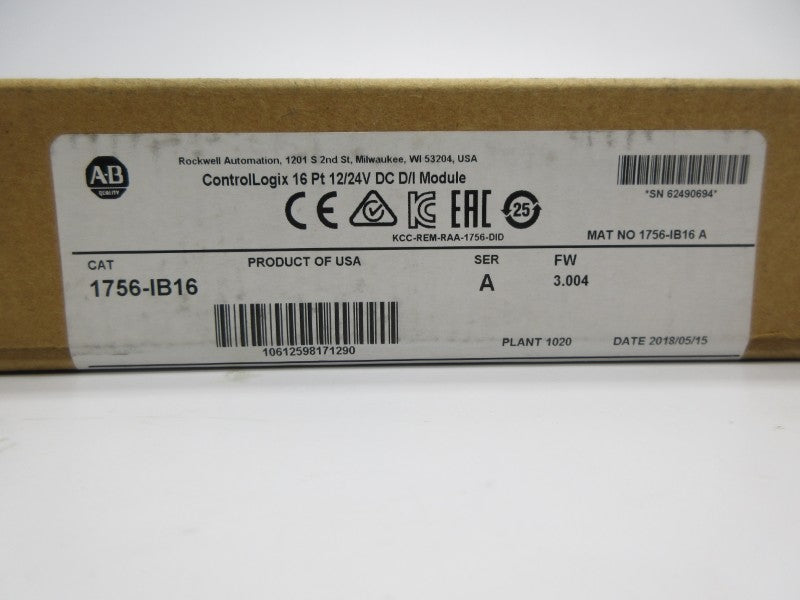 A-B
QUALITY
Rockwell Automation, 1201 S 2nd St, Milwaukee, WI 53204, USA
ControlLogix 16 Pt 12/24V DC D/I Module
*SN 62490694*
CE
EAC
25
KCC-REM-RAA-1756-DID
MAT NO 1756-IB16 A
CAT
PRODUCT OF USA
SER
FW
1756-IB16
A
3.004
10612598171290
PLANT 1020
DATE 2018/05/15